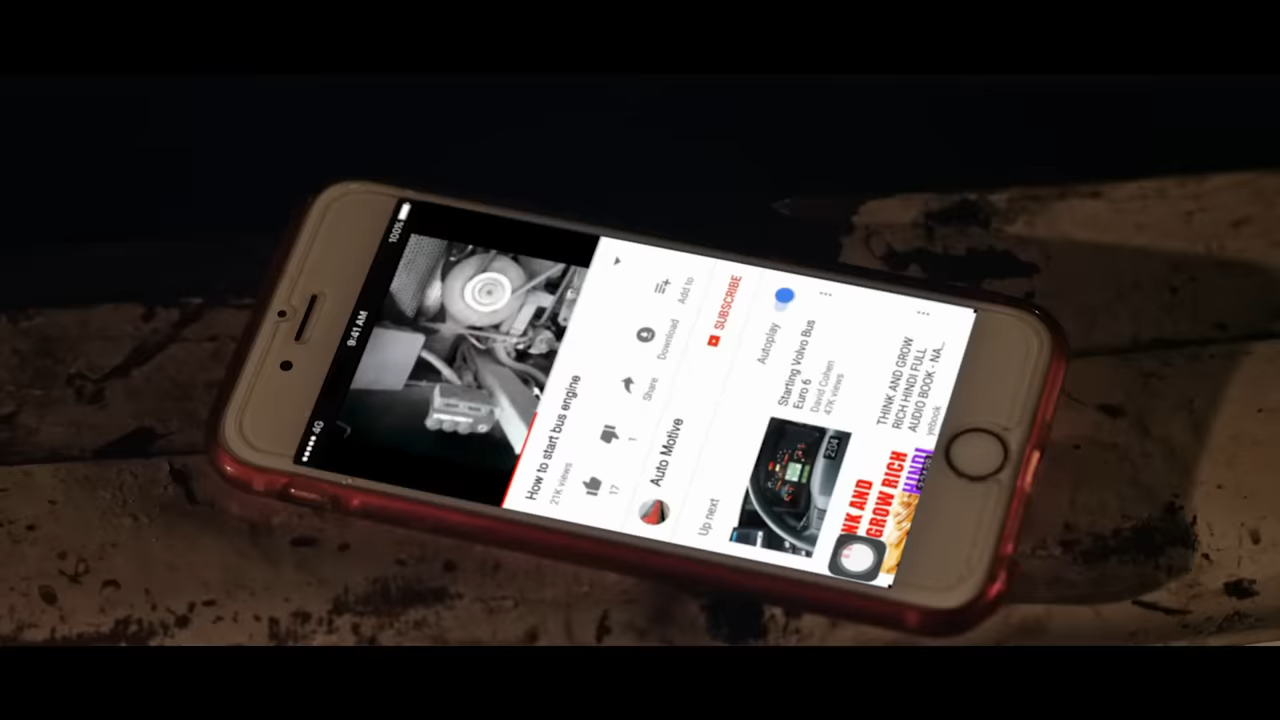 4G
9:41 AM
100%
How to start bus engine
21K views
17
1
Share
Download
Add to
Auto Motive
SUBSCRIBE
Up next
Autoplay
Starting Volvo Bus
Euro 6
David Cohen
47K views
204
THINK AND GROW
RICH HINDI FULL
AUDIO BOOK - NA...
yebook
NK AND
GROW RICH
HINDI